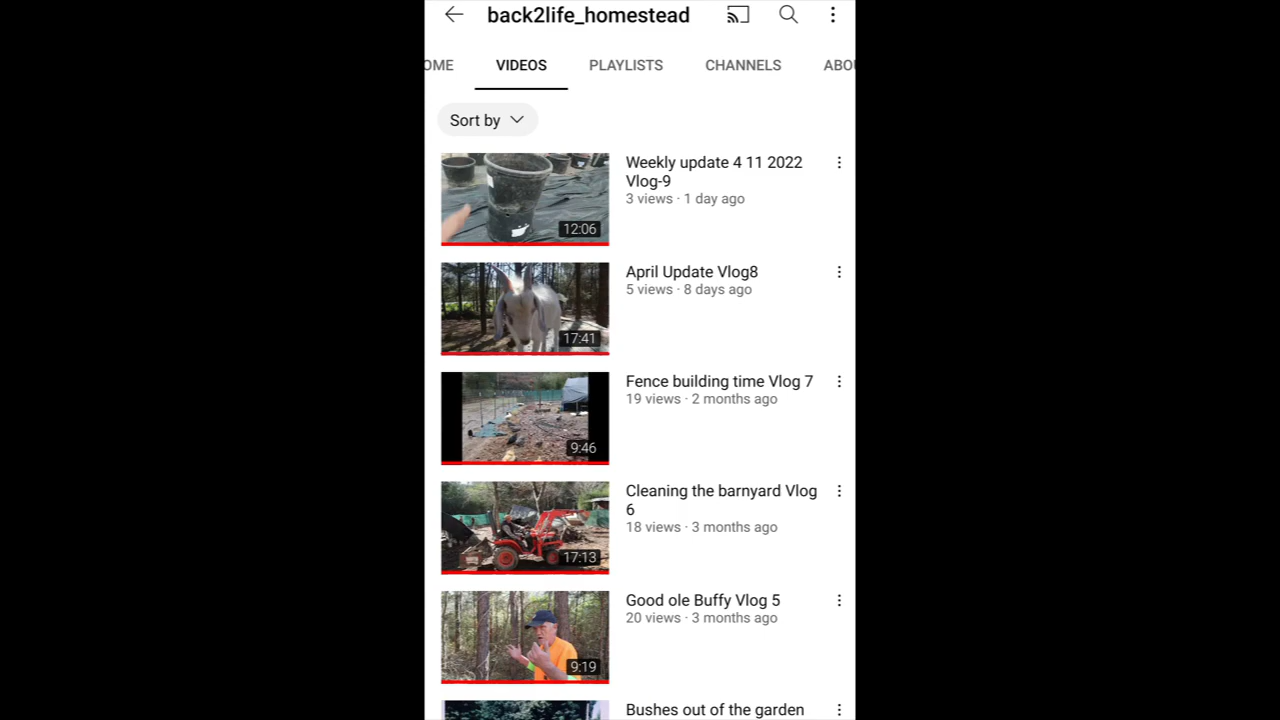 back2life_homestead
OME VIDEOS PLAYLISTS CHANNELS ABOU
Sort by
Weekly update 4 11 2022
Vlog-9
3 views · 1 day ago
12:06
April Update Vlog8
5 views · 8 days ago
17:41
Fence building time Vlog 7
19 views · 2 months ago
9:46
Cleaning the barnyard Vlog
6
18 views · 3 months ago
17:13
Good ole Buffy Vlog 5
20 views · 3 months ago
9:19
Bushes out of the garden